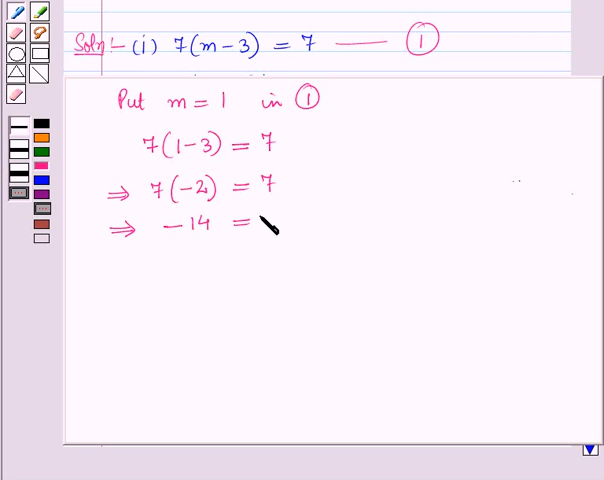 Soln:- (i) 7(m-3) = 7 —— ①
Put m = 1 in ①
7(1-3) = 7
⇒ 7(-2) = 7
⇒ -14 =